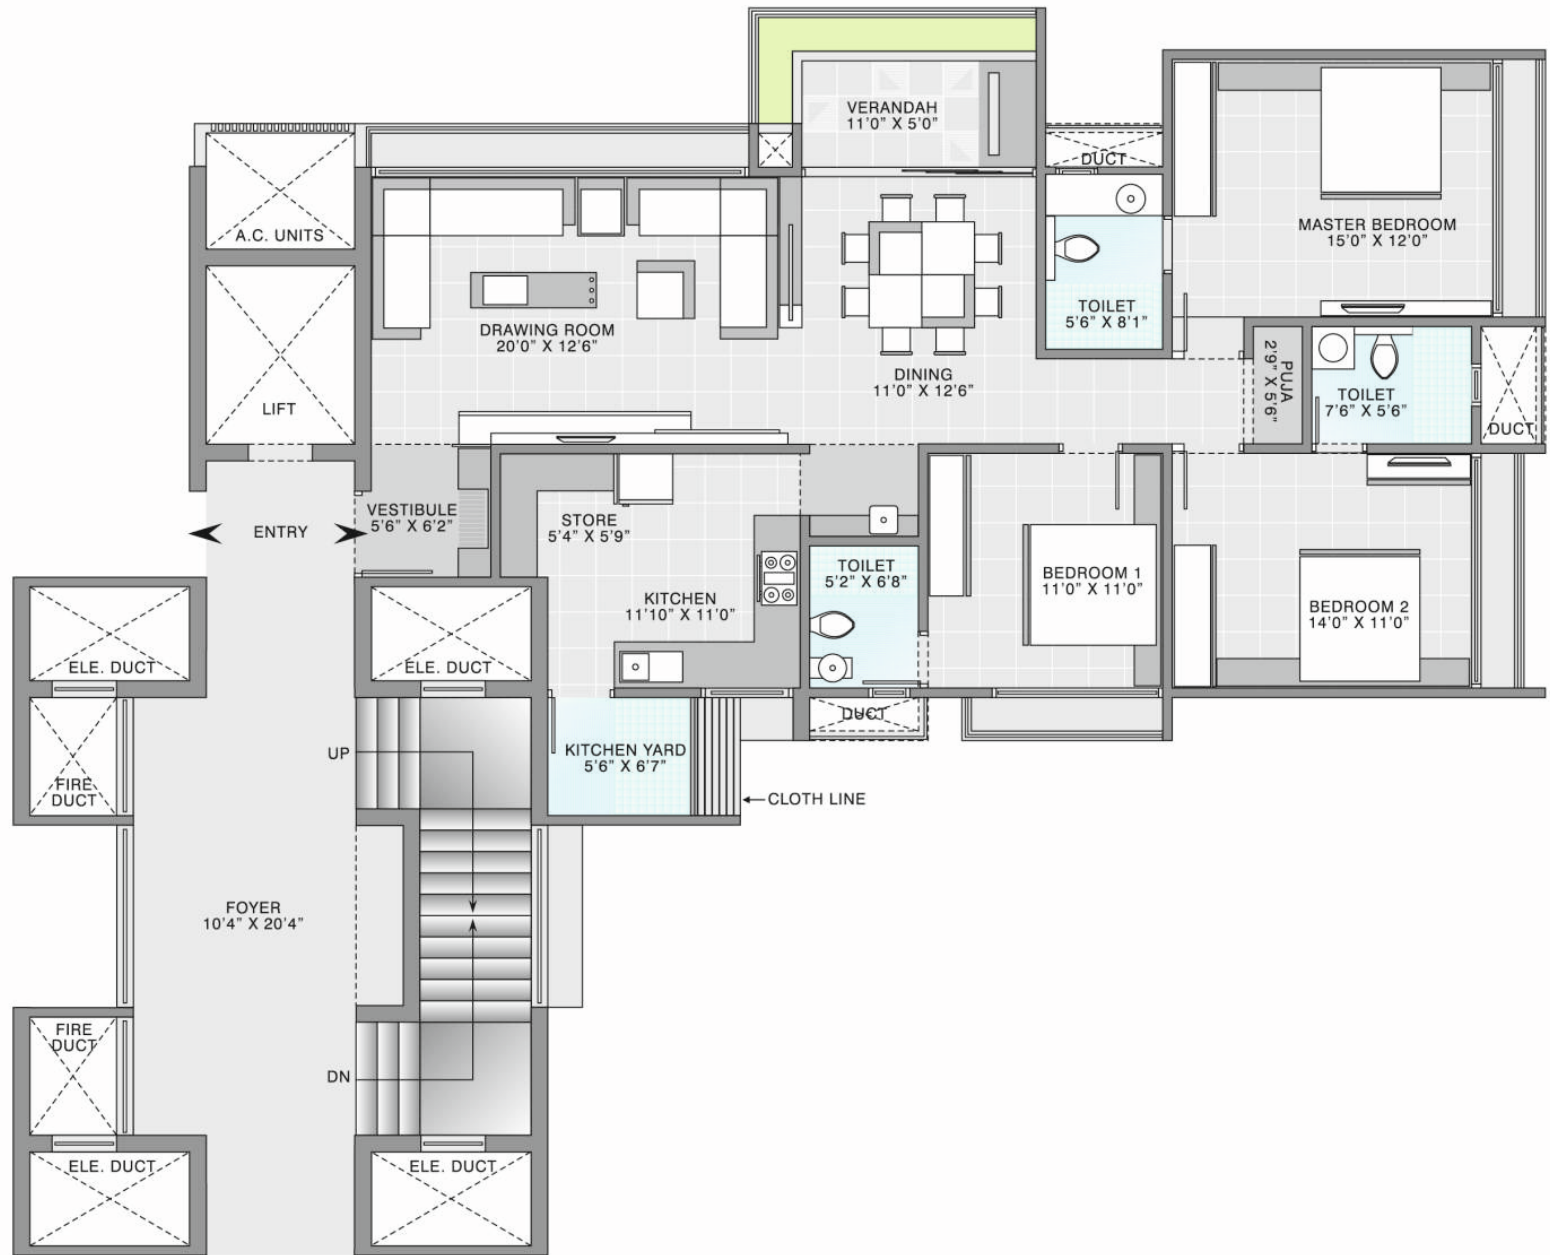 VERANDAH
11'0" X 5'0"
DUCT
A.C. UNITS
MASTER BEDROOM
15'0" X 12'0"
TOILET
5'6" X 8'1"
DRAWING ROOM
20'0" X 12'6"
DINING
11'0" X 12'6"
PUJA
2'9" X 5'6"
TOILET
7'6" X 5'6"
DUCT
LIFT
ENTRY
VESTIBULE
5'6" X 6'2"
STORE
5'4" X 5'9"
KITCHEN
11'10" X 11'0"
TOILET
5'2" X 6'8"
BEDROOM 1
11'0" X 11'0"
BEDROOM 2
14'0" X 11'0"
ELE. DUCT
ELE. DUCT
DUCT
UP
KITCHEN YARD
5'6" X 6'7"
FIRE
DUCT
CLOTH LINE
FOYER
10'4" X 20'4"
FIRE
DUCT
DN
ELE. DUCT
ELE. DUCT